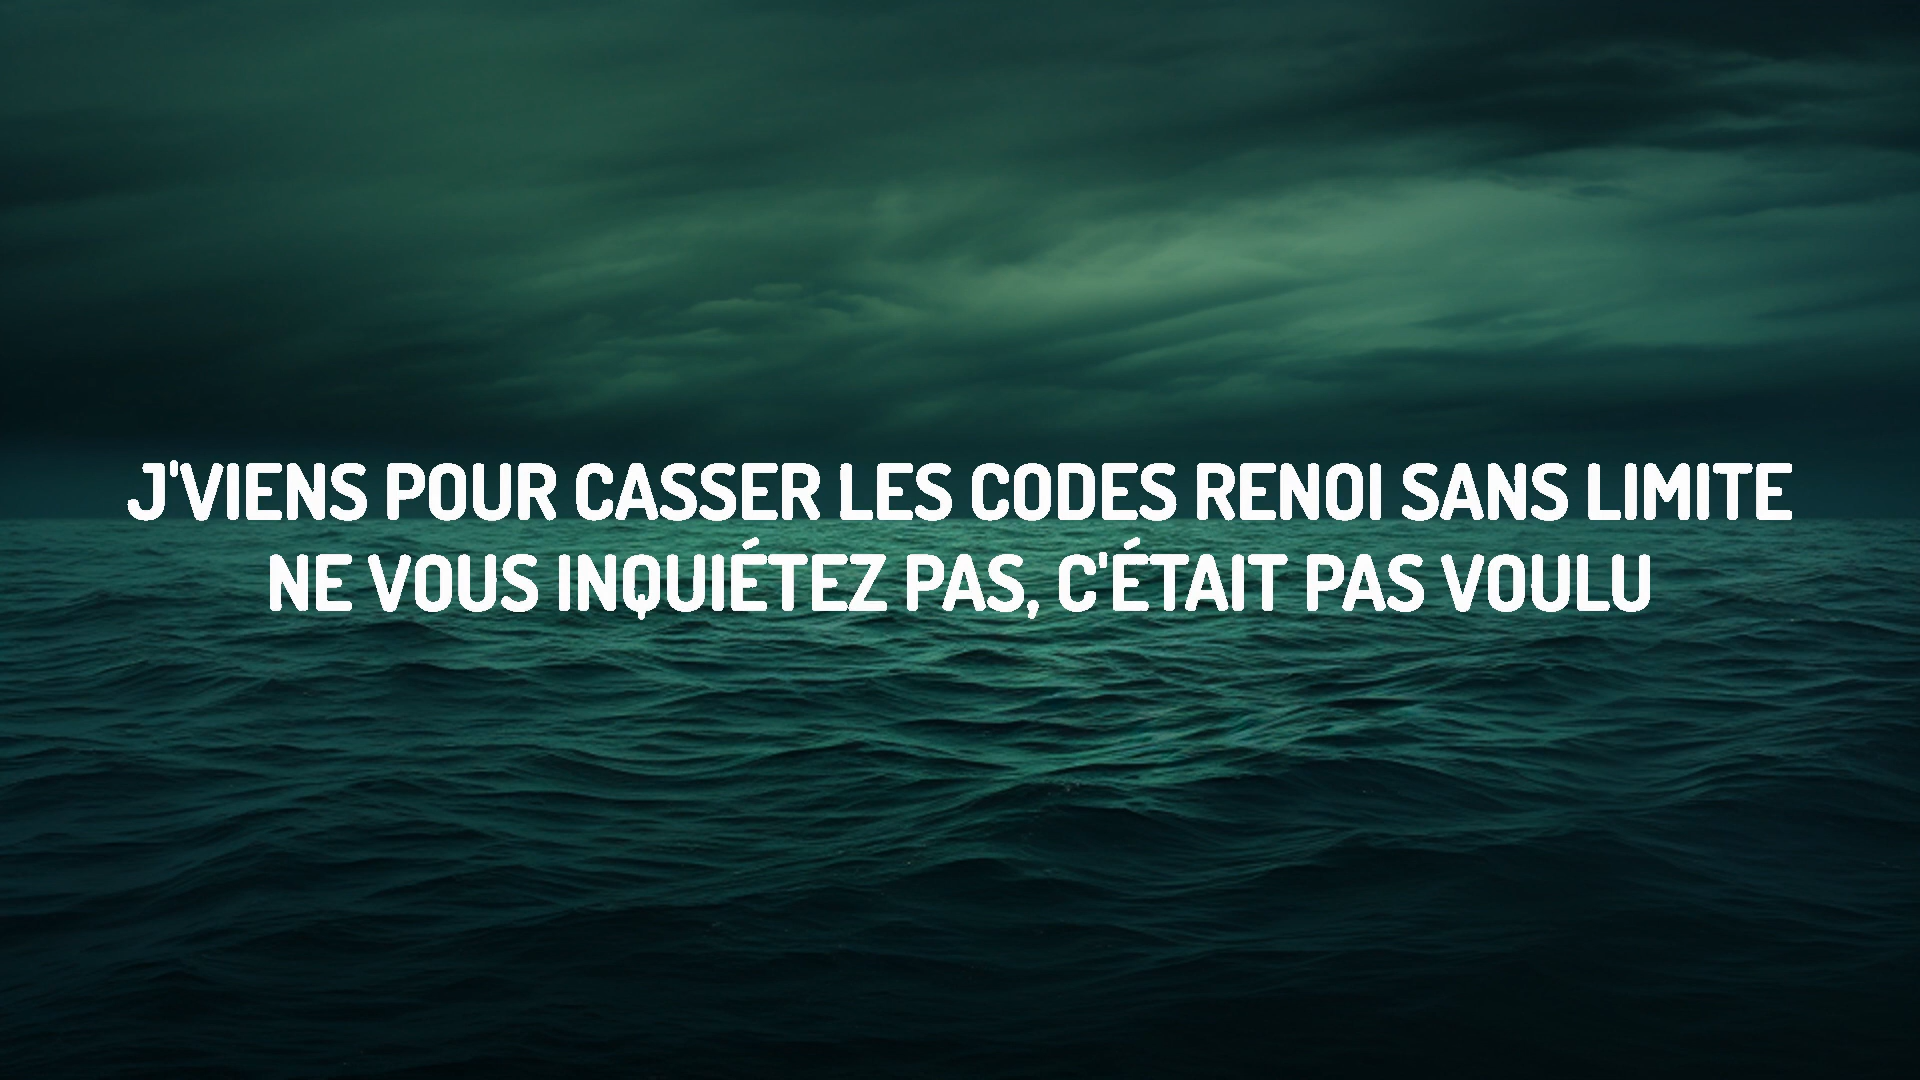 J'VIENS POUR CASSER LES CODES RENOI SANS LIMITE
NE VOUS INQUIÉTEZ PAS, C'ÉTAIT PAS VOULU